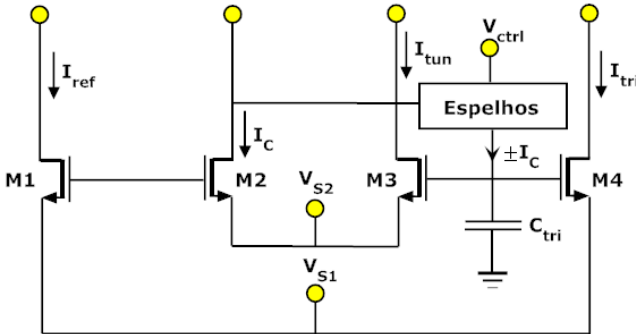 V_ctrl
I_ref
I_tun
I_tri
Espelhos
I_C
±I_C
M1
M2
V_S2
M3
M4
C_tri
V_S1